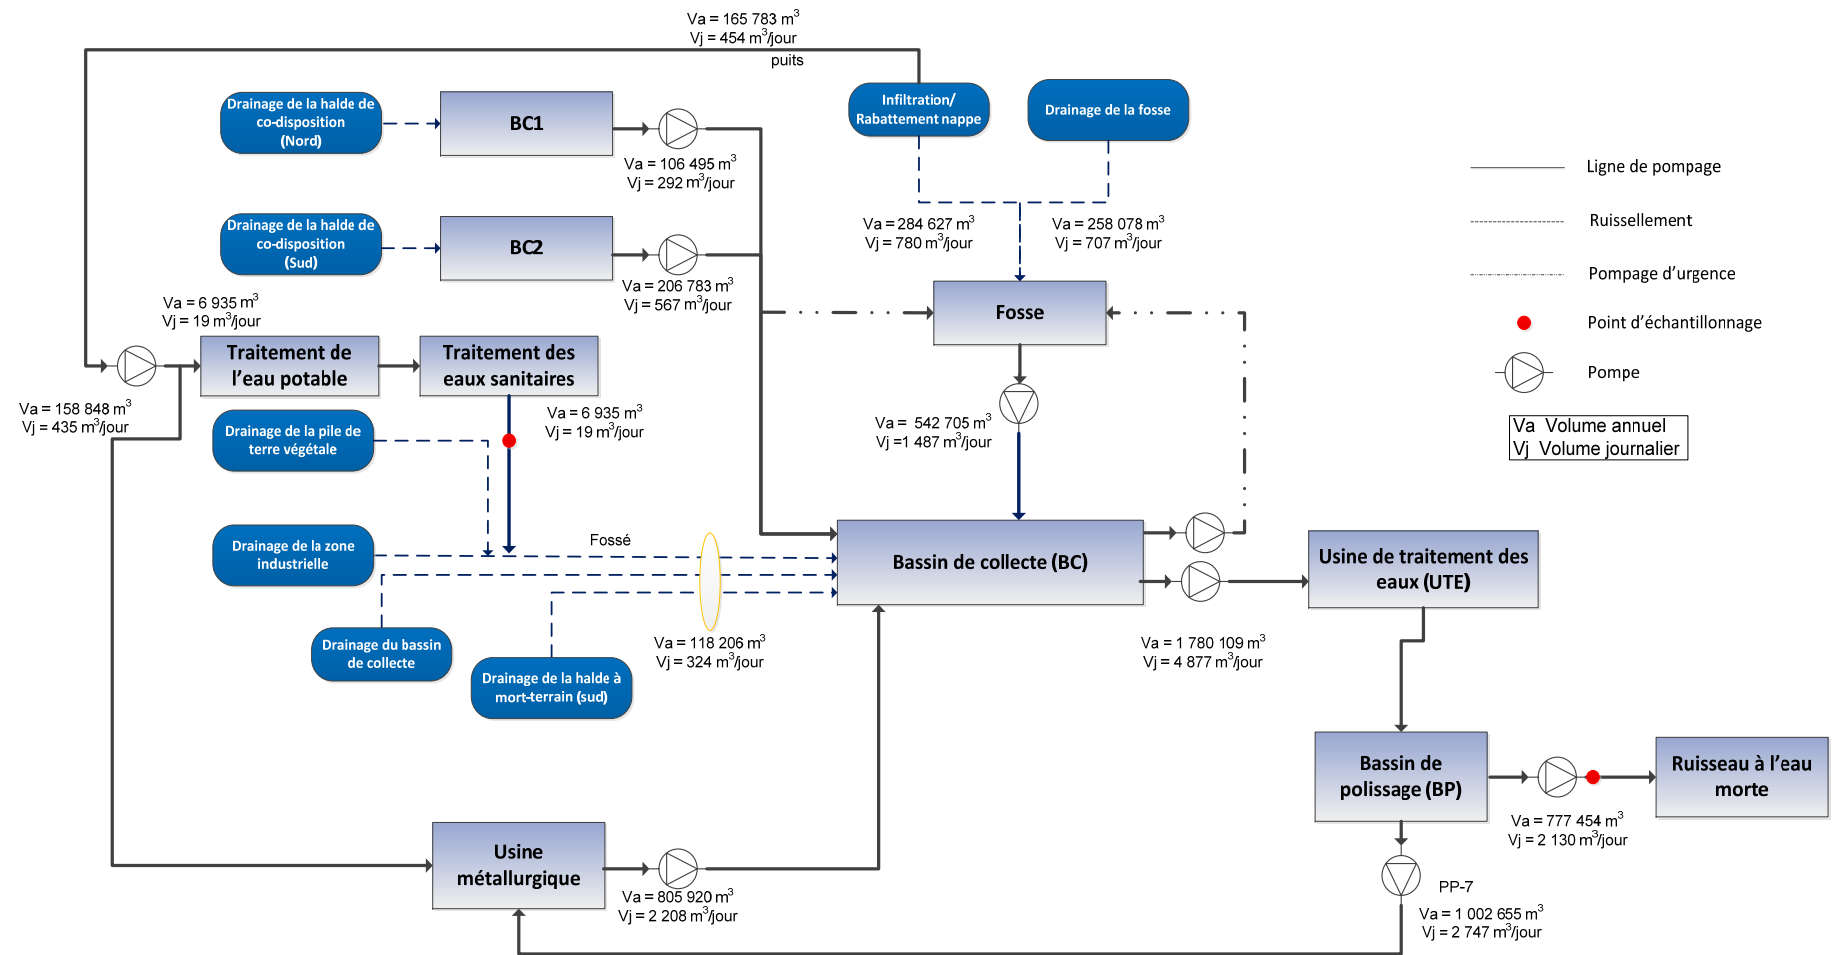 Va = 165 783 m³
Vj = 454 m³/jour
puits
Drainage de la halde de
co-disposition
(Nord)
BC1
Va = 106 495 m³
Vj = 292 m³/jour
Infiltration/
Rabattement nappe
Drainage de la fosse
Ligne de pompage
Ruissellement
Pompage d'urgence
Point d'échantillonnage
Pompe
Va Volume annuel
Vj Volume journalier
Drainage de la halde de
co-disposition
(Sud)
BC2
Va = 206 783 m³
Vj = 567 m³/jour
Va = 284 627 m³
Vj = 780 m³/jour
Va = 258 078 m³
Vj = 707 m³/jour
Fosse
Va = 6 935 m³
Vj = 19 m³/jour
Traitement de
l'eau potable
Traitement des
eaux sanitaires
Va = 158 848 m³
Vj = 435 m³/jour
Va = 6 935 m³
Vj = 19 m³/jour
Va = 542 705 m³
Vj =1 487 m³/jour
Drainage de la pile de
terre végétale
Drainage de la zone
industrielle
Fossé
Bassin de collecte (BC)
Usine de traitement des
eaux (UTE)
Drainage du bassin
de collecte
Drainage de la halde à
mort-terrain (sud)
Va = 118 206 m³
Vj = 324 m³/jour
Va = 1 780 109 m³
Vj = 4 877 m³/jour
Bassin de
polissage (BP)
Ruisseau à l'eau
morte
Va = 777 454 m³
Vj = 2 130 m³/jour
Usine
métallurgique
Va = 805 920 m³
Vj = 2 208 m³/jour
PP-7
Va = 1 002 655 m³
Vj = 2 747 m³/jour